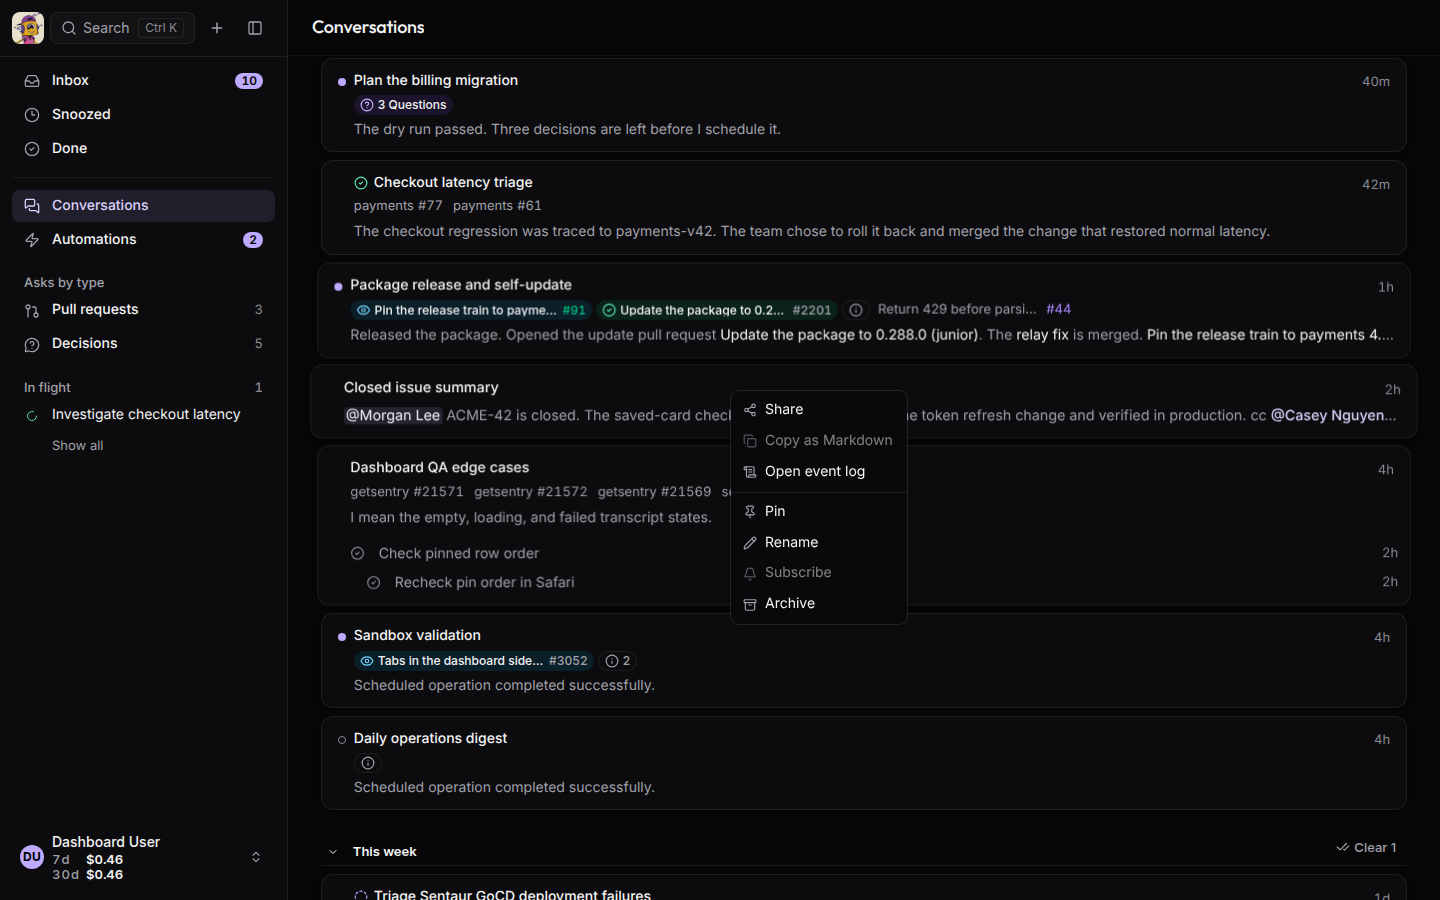 Search Ctrl K
Inbox 10
Snoozed
Done
Conversations
Automations 2
Asks by type
Pull requests 3
Decisions 5
In flight 1
Investigate checkout latency
Show all
DU
Dashboard User
7d $0.46
30d $0.46
Conversations
Plan the billing migration 40m
3 Questions
The dry run passed. Three decisions are left before I schedule it.
Checkout latency triage 42m
payments #77 payments #61
The checkout regression was traced to payments-v42. The team chose to roll it back and merged the change that restored normal latency.
Package release and self-update 1h
Pin the release train to payme... #91 Update the package to 0.2... #2201 Return 429 before parsi... #44
Released the package. Opened the update pull request Update the package to 0.288.0 (junior). The relay fix is merged. Pin the release train to payments 4....
Closed issue summary 2h
@Morgan Lee ACME-42 is closed. The saved-card chec ne token refresh change and verified in production. cc @Casey Nguyen...
Dashboard QA edge cases 4h
getsentry #21571 getsentry #21572 getsentry #21569
I mean the empty, loading, and failed transcript states.
Check pinned row order 2h
Recheck pin order in Safari 2h
Share
Copy as Markdown
Open event log
Pin
Rename
Subscribe
Archive
Sandbox validation 4h
Tabs in the dashboard side... #3052 2
Scheduled operation completed successfully.
Daily operations digest 4h
Scheduled operation completed successfully.
This week Clear 1
Triage Sentaur GoCD deployment failures 1d